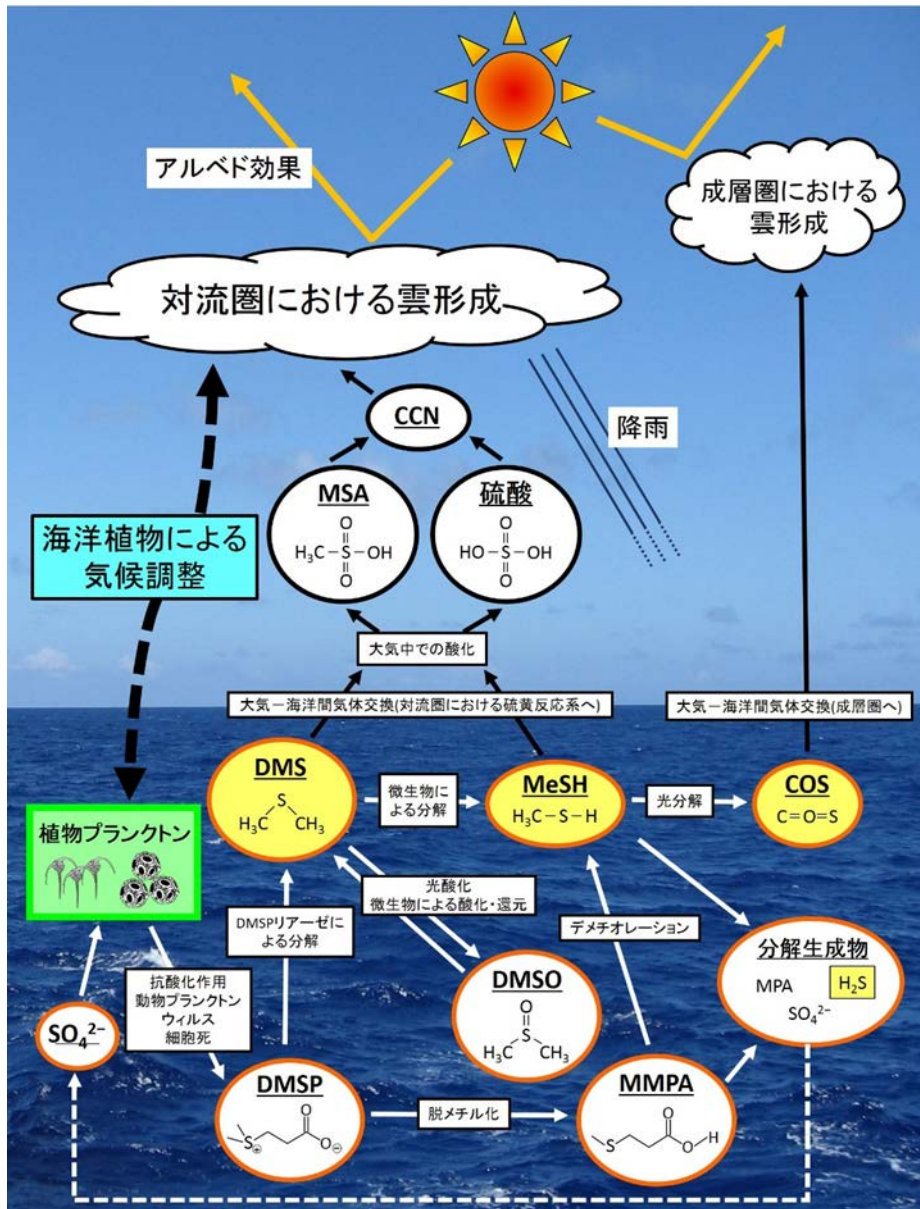 アルベド効果
成層圏における
雲形成
対流圏における雲形成
CCN
降雨
MSA
O
H₃C-S-OH
O
硫酸
O
HO-S-OH
O
海洋植物による
気候調整
大気中での酸化
大気－海洋間気体交換(対流圏における硫黄反応系へ)
大気－海洋間気体交換(成層圏へ)
DMS
S
H₃C CH₃
微生物
による分解
MeSH
H₃C-S-H
光分解
COS
C=O=S
植物プランクトン
DMSPリアーゼ
による分解
光酸化
微生物による酸化・還元
デメチオレーション
分解生成物
MPA H₂S
SO₄²⁻
抗酸化作用
動物プランクトン
ウィルス
細胞死
SO₄²⁻
DMSO
O
S
H₃C CH₃
DMSP
O
S⊕ O⊖
脱メチル化
MMPA
O
S O-H